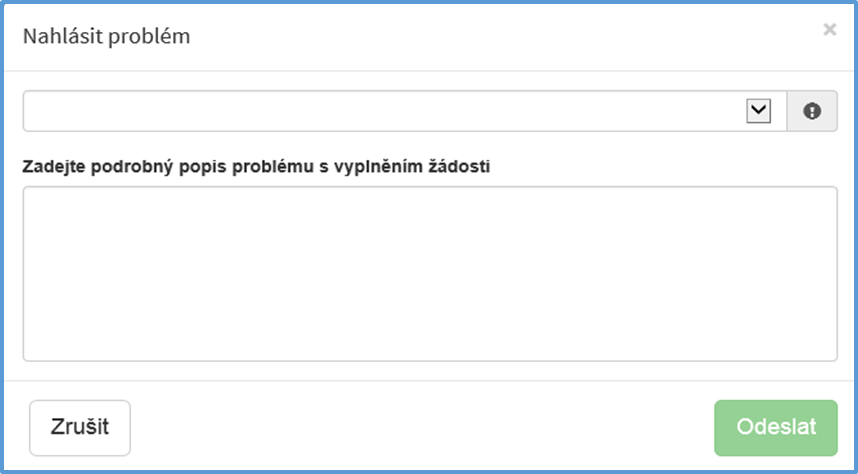 Nahlásit problém
Zadejte podrobný popis problému s vyplněním žádosti
Zrušit
Odeslat